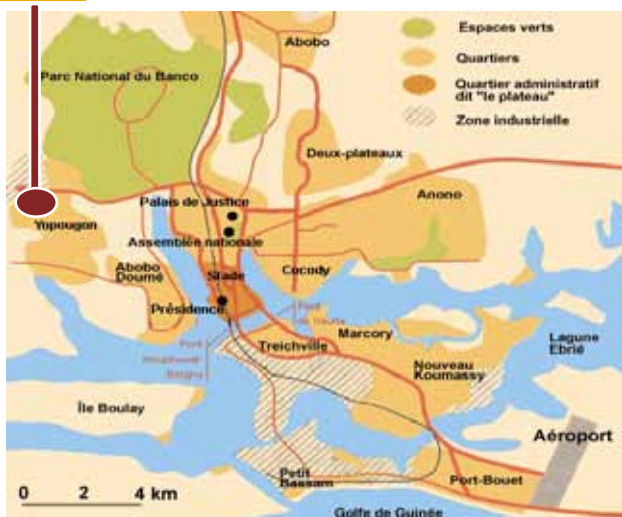 Espaces verts
Quartiers
Quartier administratif
dit "le plateau"
Zone industrielle
Abobo
Parc National du Banco
Deux-plateaux
Anono
Palais de Justice
Yopougon
Assemblée nationale
Abobo
Doumé
Stade
Cocody
Présidence
Pont
Marcory
Treichville
Pont
Lagune
Ebrié
Nouveau
Koumassy
Île Boulay
Aéroport
Petit
Bassam
Port-Bouet
0 2 4 km
Golfe de Guinée